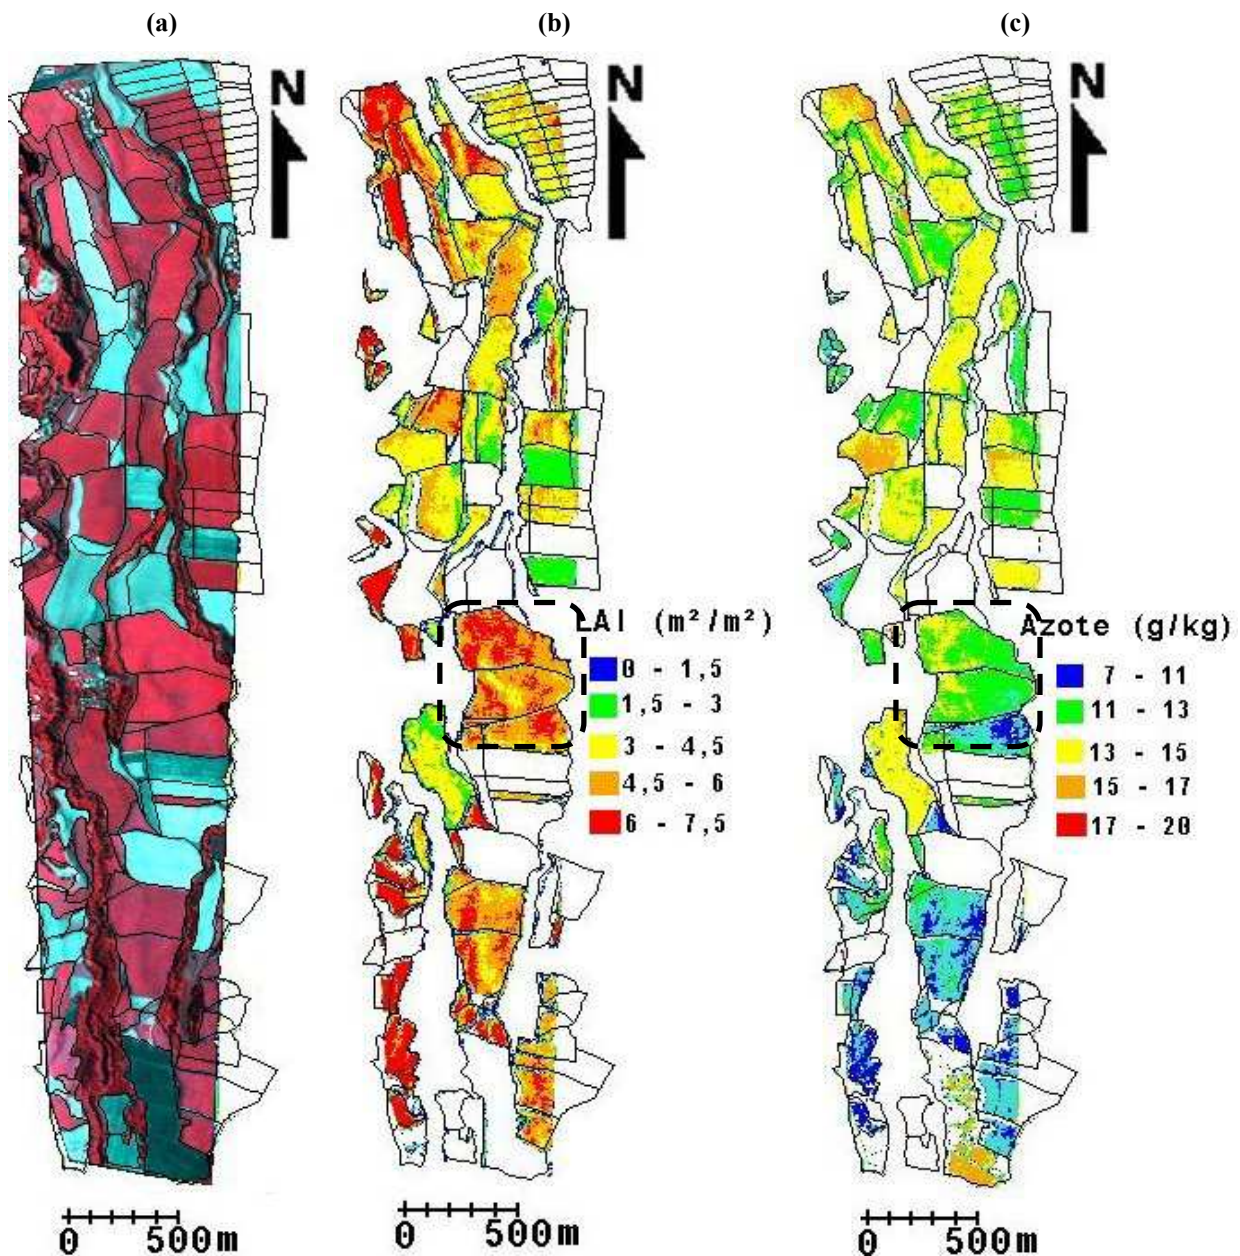 (a)
(b)
(c)
N
N
N
LAI (m²/m²)
0 - 1,5
1,5 - 3
3 - 4,5
4,5 - 6
6 - 7,5
Azote (g/kg)
7 - 11
11 - 13
13 - 15
15 - 17
17 - 20
0 500m
0 500m
0 500m